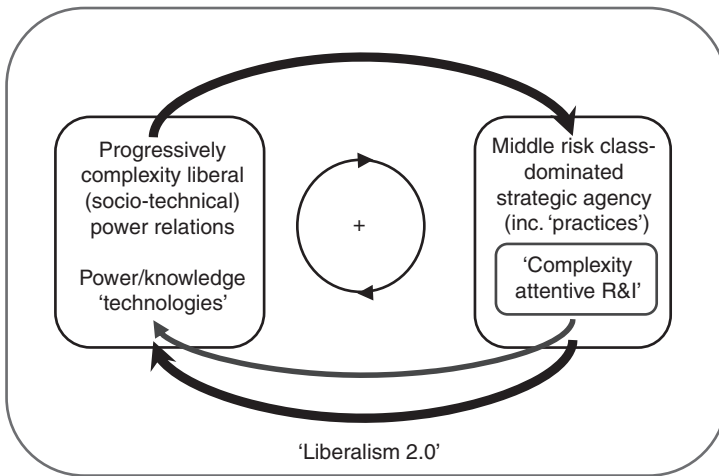 Progressively
complexity liberal
(socio-technical)
power relations
Power/knowledge
‘technologies’
+
Middle risk class-
dominated
strategic agency
(inc. ‘practices’)
‘Complexity
attentive R&I’
‘Liberalism 2.0’